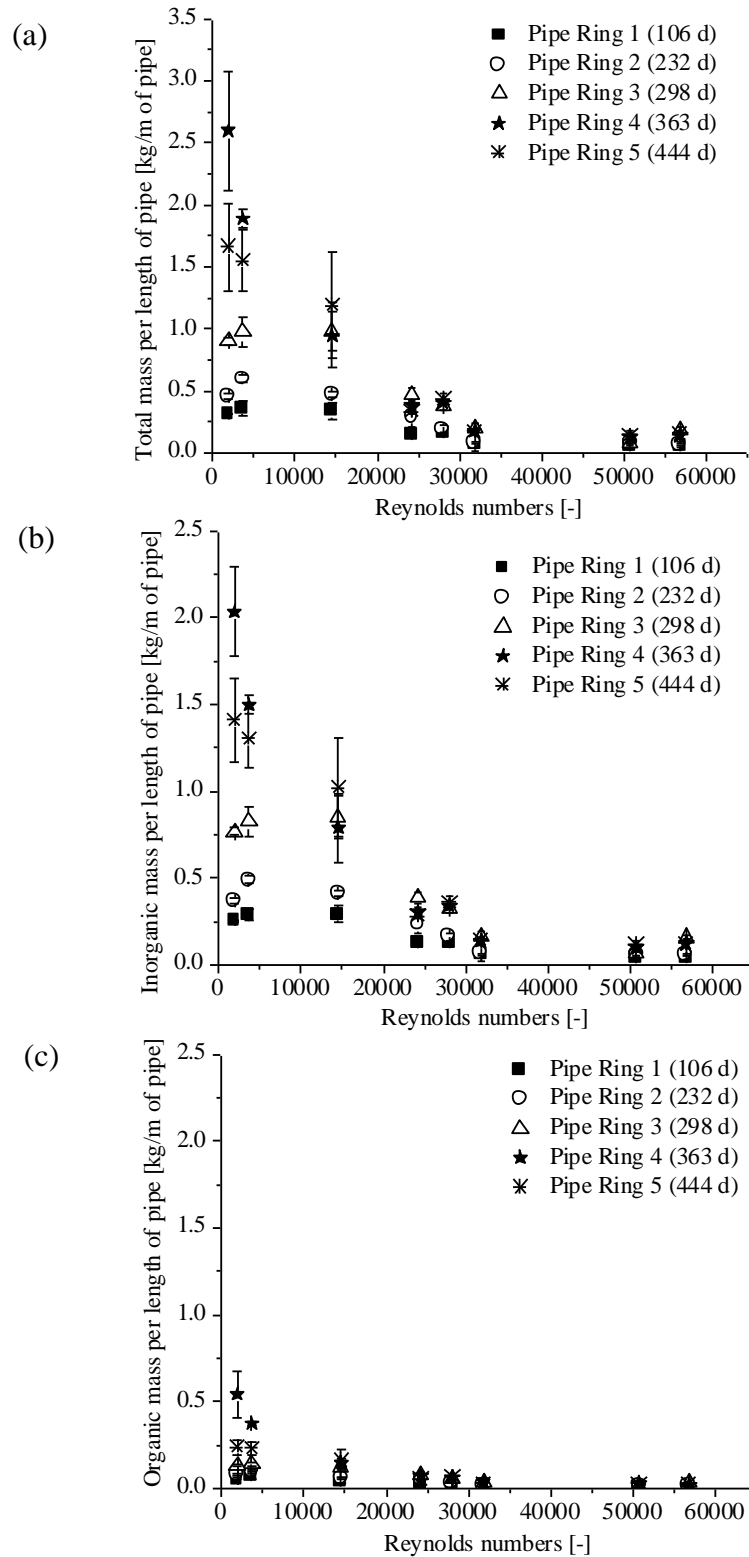 (a)
Total mass per length of pipe [kg/m of pipe]
3.5
3.0
2.5
2.0
1.5
1.0
0.5
0.0
Pipe Ring 1 (106 d)
Pipe Ring 2 (232 d)
Pipe Ring 3 (298 d)
Pipe Ring 4 (363 d)
Pipe Ring 5 (444 d)
0 10000 20000 30000 40000 50000 60000
Reynolds numbers [-]
(b)
Inorganic mass per length of pipe [kg/m of pipe]
2.5
2.0
1.5
1.0
0.5
0.0
Pipe Ring 1 (106 d)
Pipe Ring 2 (232 d)
Pipe Ring 3 (298 d)
Pipe Ring 4 (363 d)
Pipe Ring 5 (444 d)
0 10000 20000 30000 40000 50000 60000
Reynolds numbers [-]
(c)
Organic mass per length of pipe [kg/m of pipe]
2.5
2.0
1.5
1.0
0.5
0.0
Pipe Ring 1 (106 d)
Pipe Ring 2 (232 d)
Pipe Ring 3 (298 d)
Pipe Ring 4 (363 d)
Pipe Ring 5 (444 d)
0 10000 20000 30000 40000 50000 60000
Reynolds numbers [-]